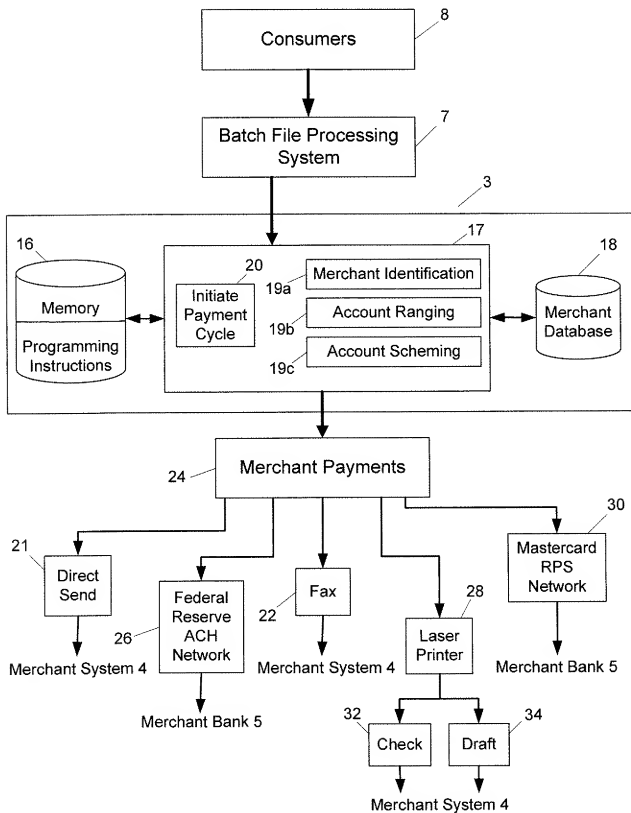 8
Consumers
7
Batch File Processing
System
3
16
17
18
20
Memory
Programming
Instructions
Initiate
Payment
Cycle
19a
Merchant Identification
19b
Account Ranging
19c
Account Scheming
Merchant
Database
24
Merchant Payments
21
Direct
Send
Merchant System 4
26
Federal
Reserve
ACH
Network
Merchant Bank 5
22
Fax
Merchant System 4
28
Laser
Printer
30
Mastercard
RPS
Network
Merchant Bank 5
32
Check
34
Draft
Merchant System 4